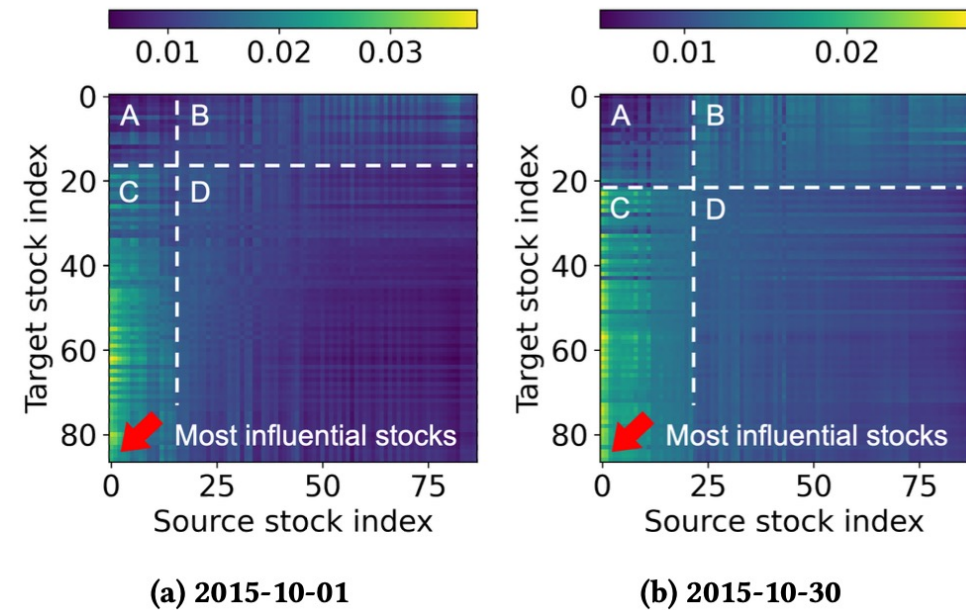 0.01 0.02 0.03
0
20
40
60
80
Target stock index
A B
C D
Most influential stocks
0 25 50 75
Source stock index
(a) 2015-10-01
0.01 0.02
0
20
40
60
80
Target stock index
A B
C D
Most influential stocks
0 25 50 75
Source stock index
(b) 2015-10-30